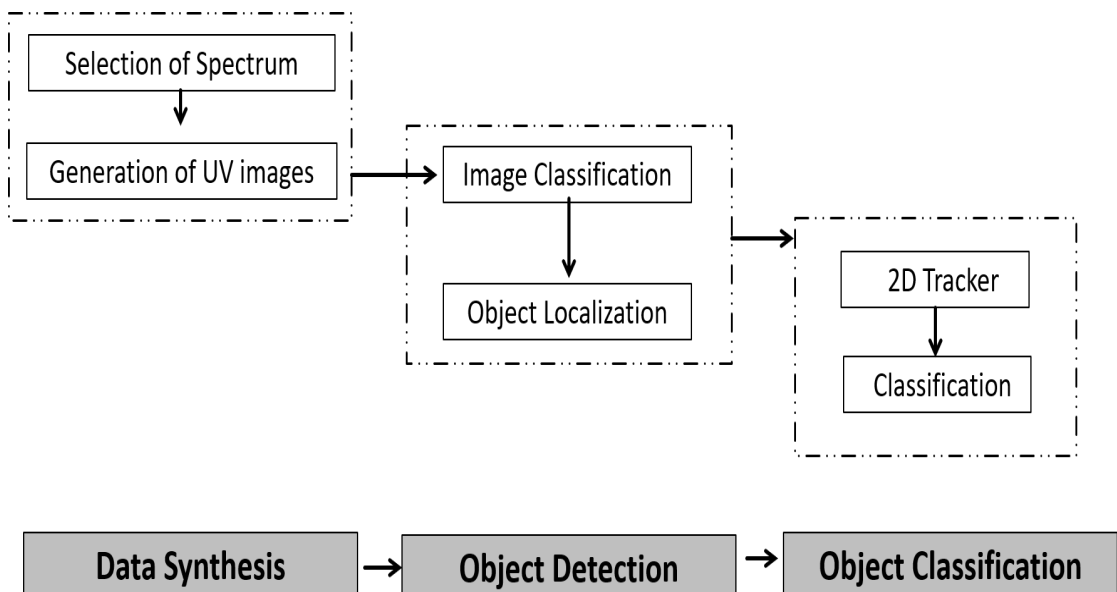 Selection of Spectrum
Generation of UV images
Image Classification
Object Localization
2D Tracker
Classification
Data Synthesis
Object Detection
Object Classification